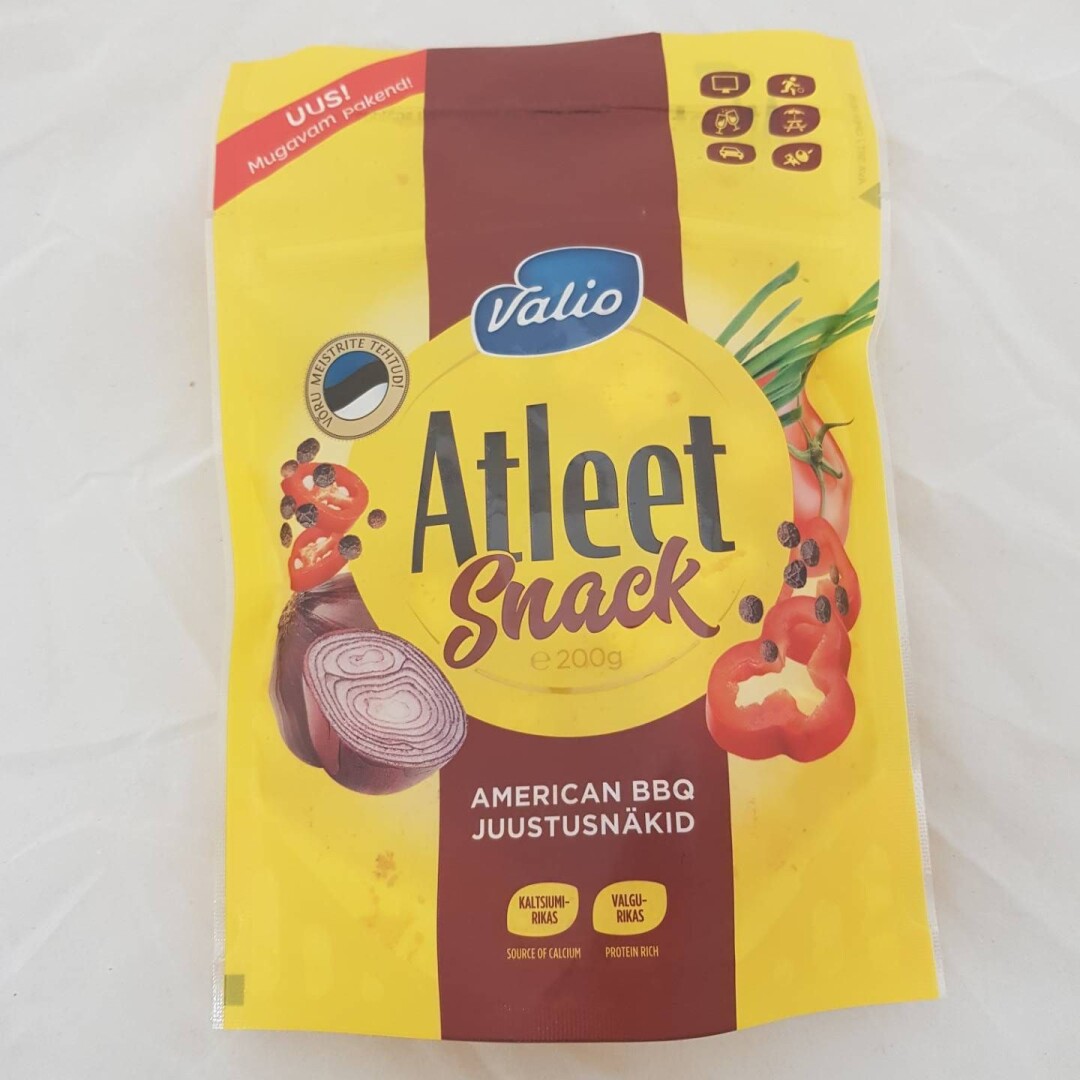 UUS!
Mugavam pakend!
Valio
VÕRU MEISTRITE TEHTUD!
Atleet
Snack
℮ 200g
AMERICAN BBQ
JUUSTUSNÄKID
KALTSIUMI-
RIKAS
VALGU-
RIKAS
SOURCE OF CALCIUM
PROTEIN RICH